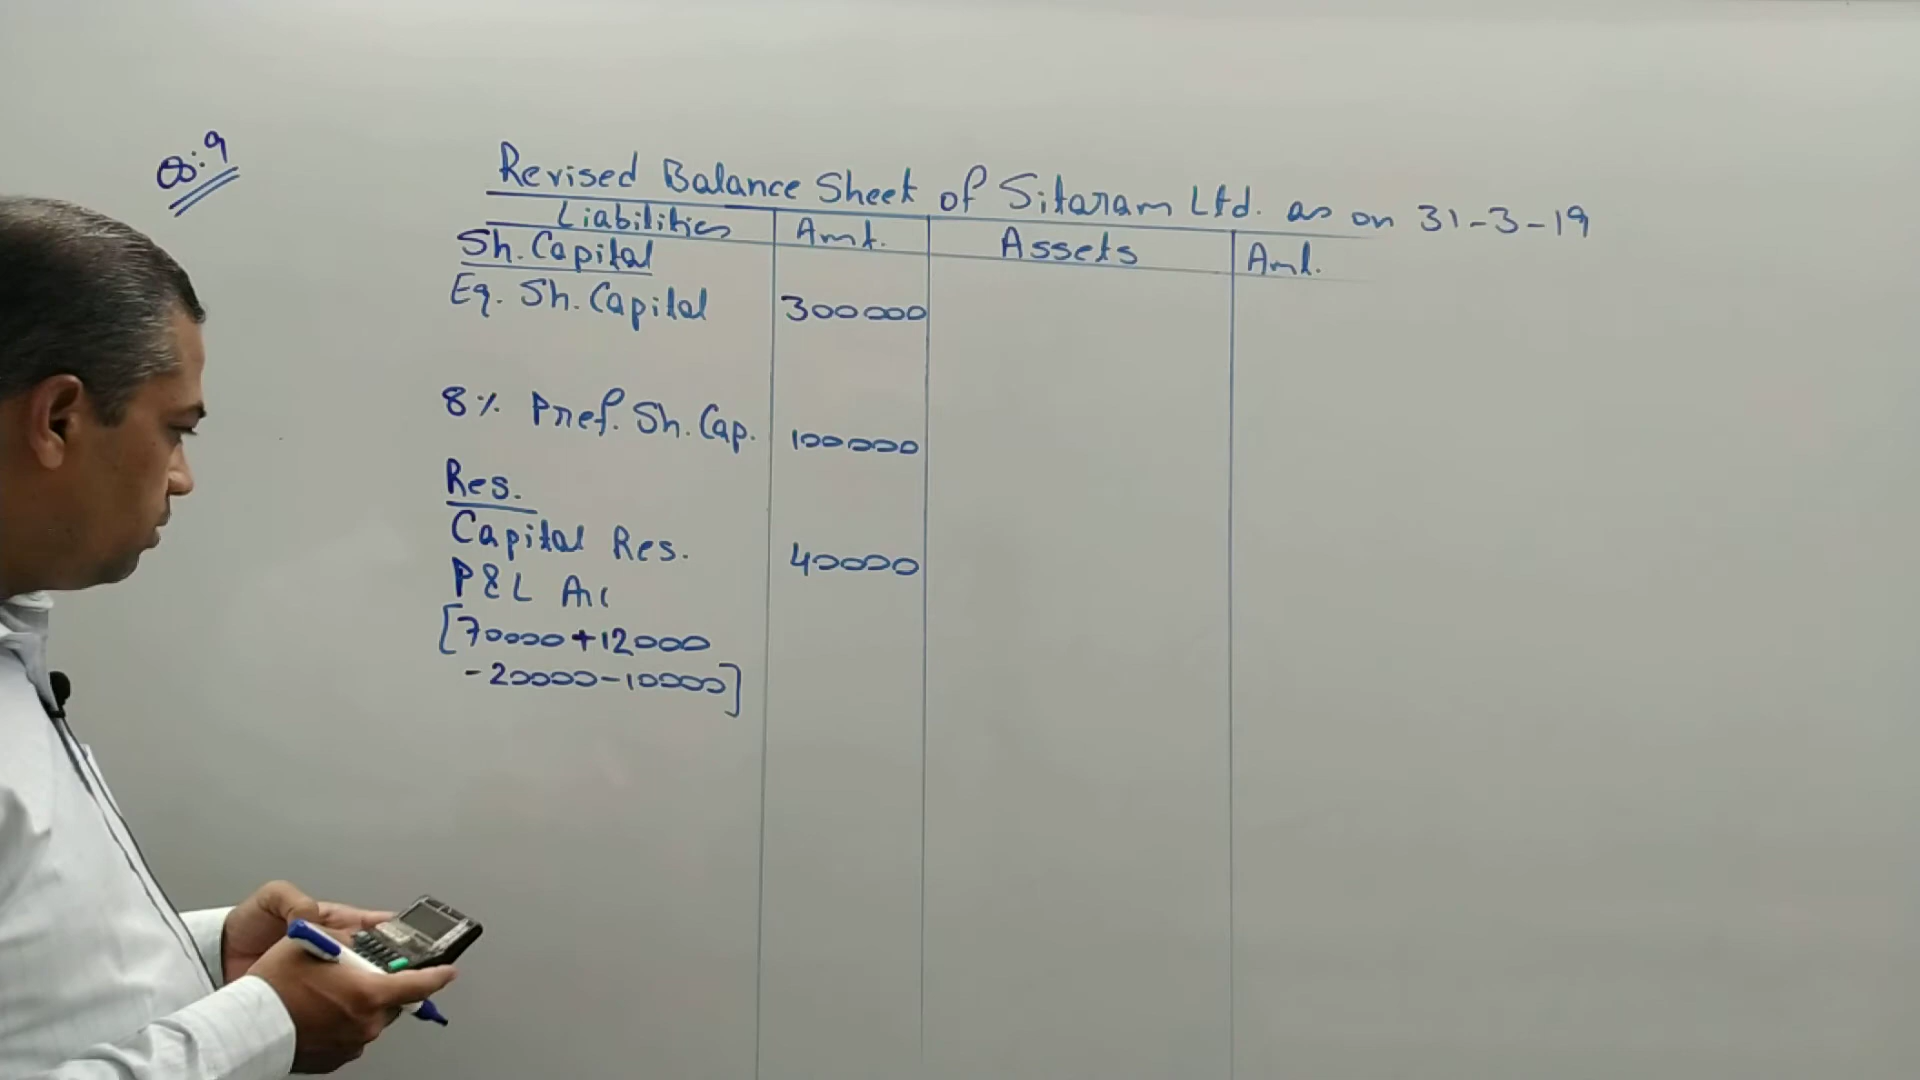 Q:9
Revised Balance Sheet of Sitaram Ltd. as on 31-3-19
Liabilities Amt. Assets Amt.
Sh. Capital
Eq. Sh. Capital 300000
8% Pref. Sh. Cap. 100000
Res.
Capital Res. 40000
P&L A/c
[70000+12000
-20000-10000]